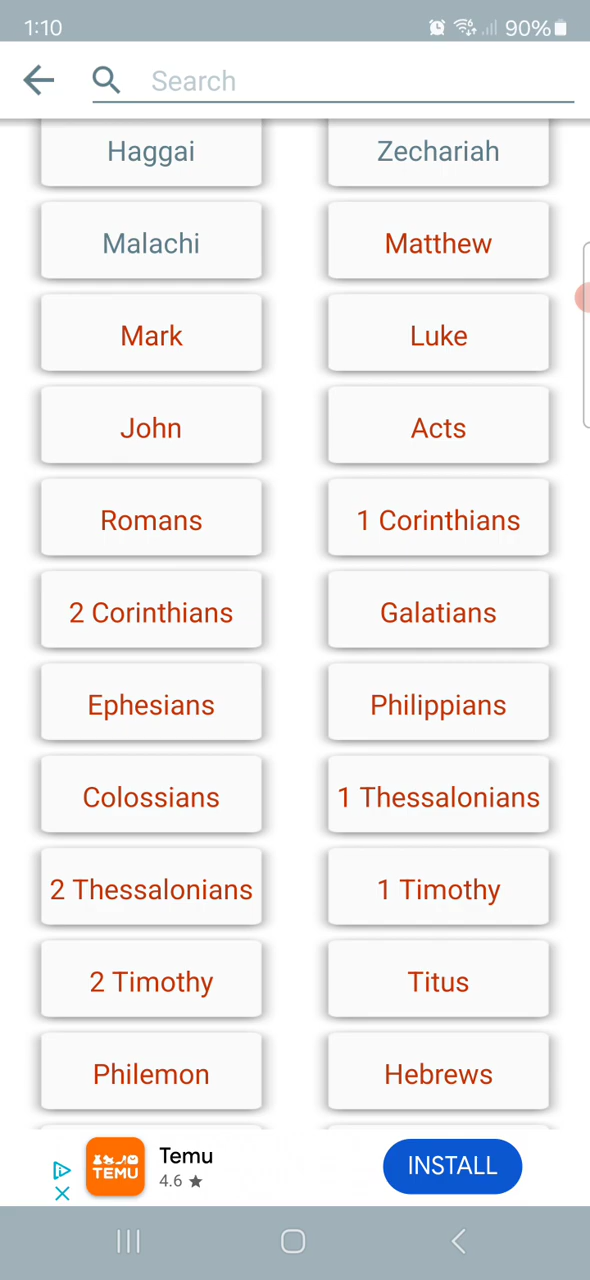 1:10 90%
Search
Haggai Zechariah
Malachi Matthew
Mark Luke
John Acts
Romans 1 Corinthians
2 Corinthians Galatians
Ephesians Philippians
Colossians 1 Thessalonians
2 Thessalonians 1 Timothy
2 Timothy Titus
Philemon Hebrews
TEMU
Temu
4.6 ★
INSTALL